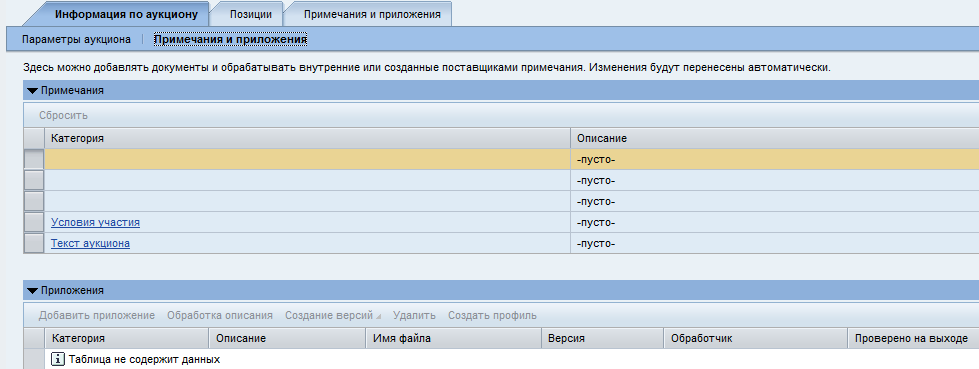 Информация по аукциону Позиции Примечания и приложения
Параметры аукциона Примечания и приложения
Здесь можно добавлять документы и обрабатывать внутренние или созданные поставщиками примечания. Изменения будут перенесены автоматически.
Примечания
Сбросить
Категория Описание
-пусто-
-пусто-
-пусто-
Условия участия -пусто-
Текст аукциона -пусто-
Приложения
Добавить приложение Обработка описания Создание версий Удалить Создать профиль
Категория Описание Имя файла Версия Обработчик Проверено на выходе
Таблица не содержит данных